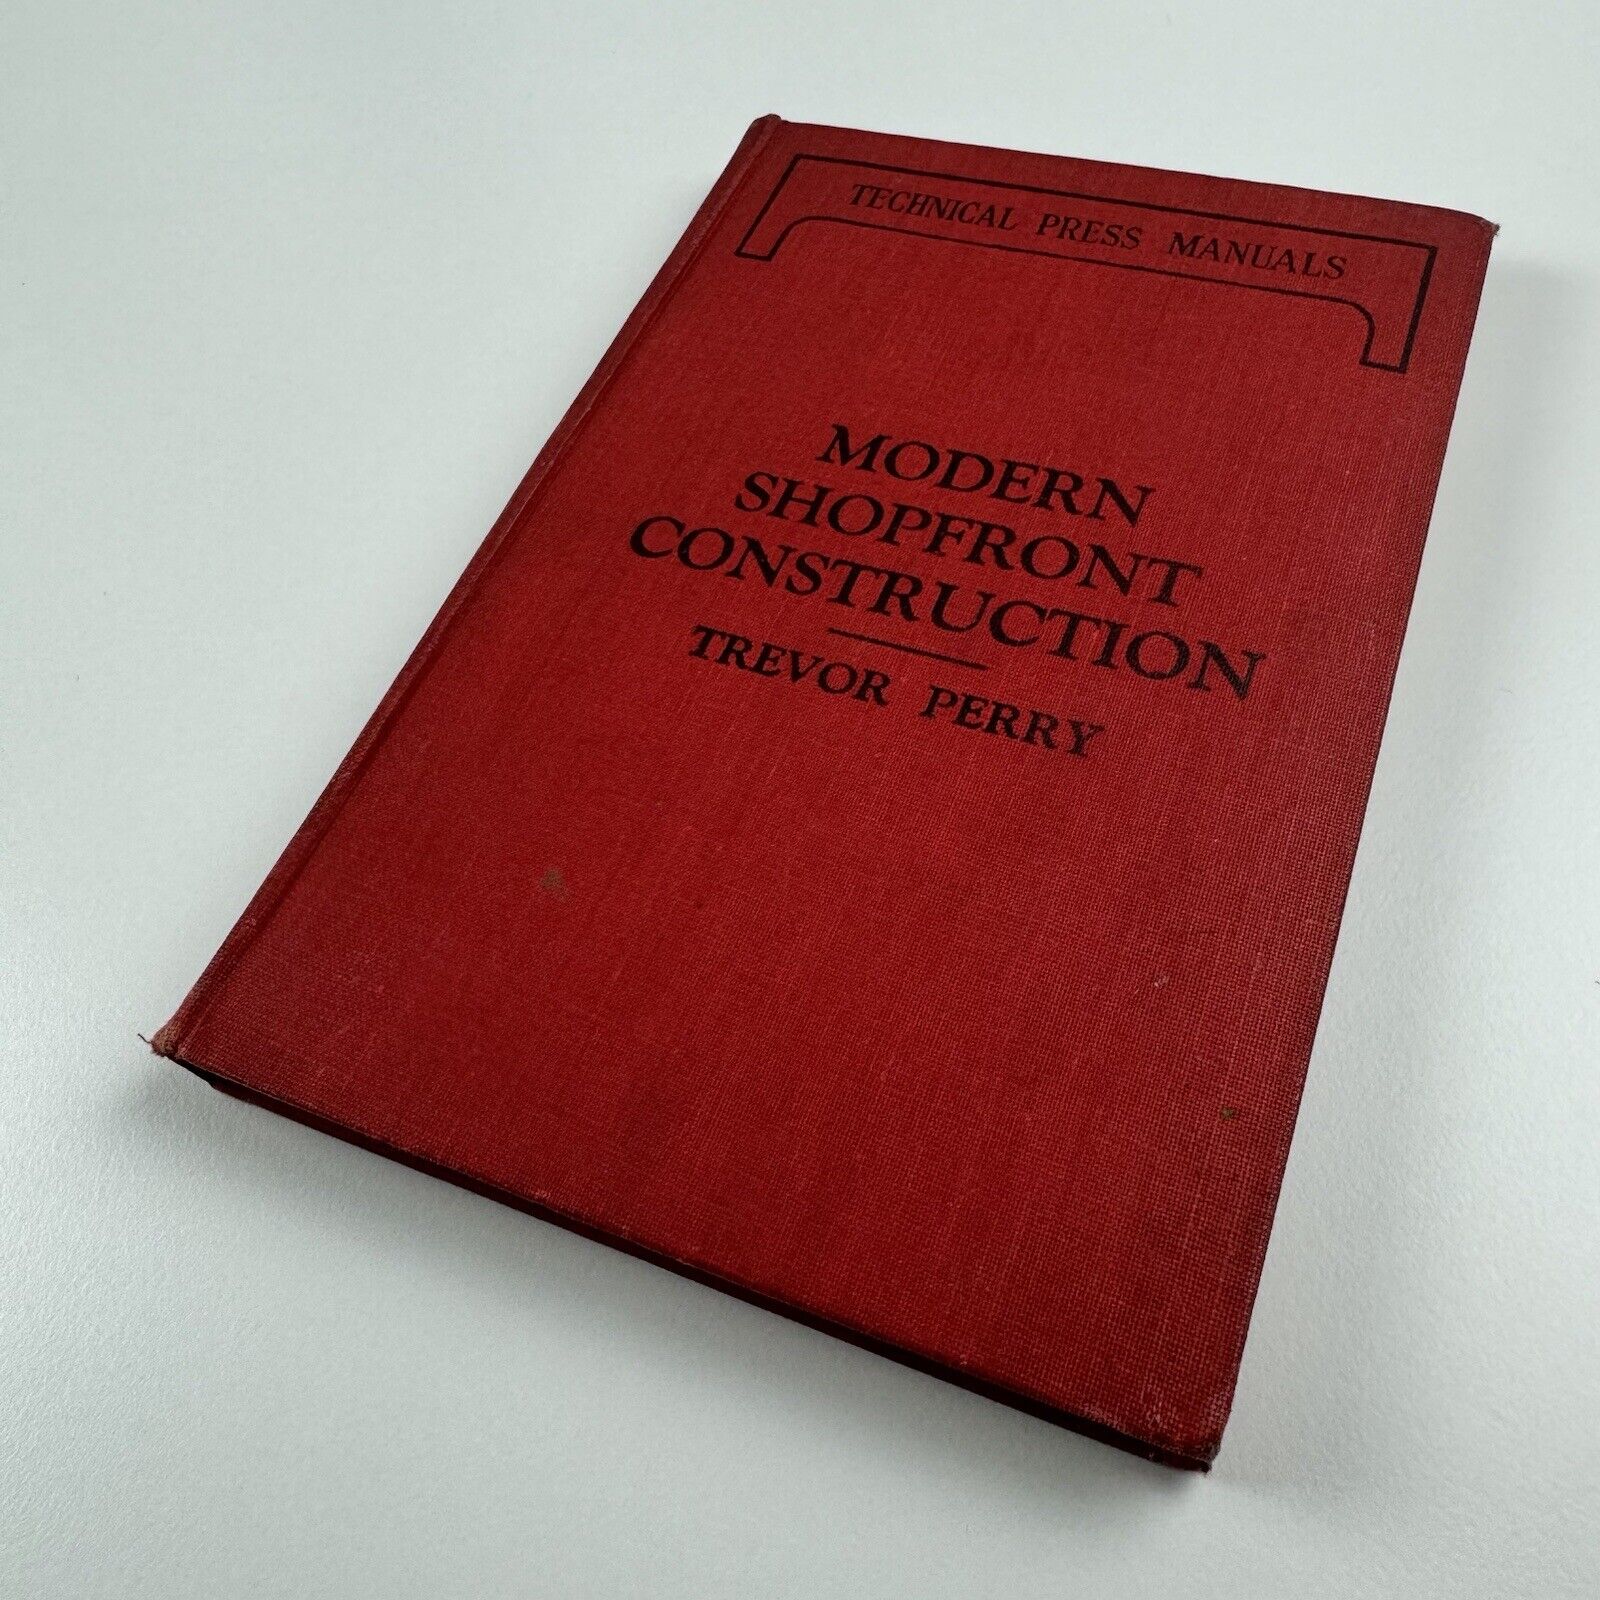 TECHNICAL PRESS MANUALS
MODERN
SHOPFRONT
CONSTRUCTION
TREVOR PERRY